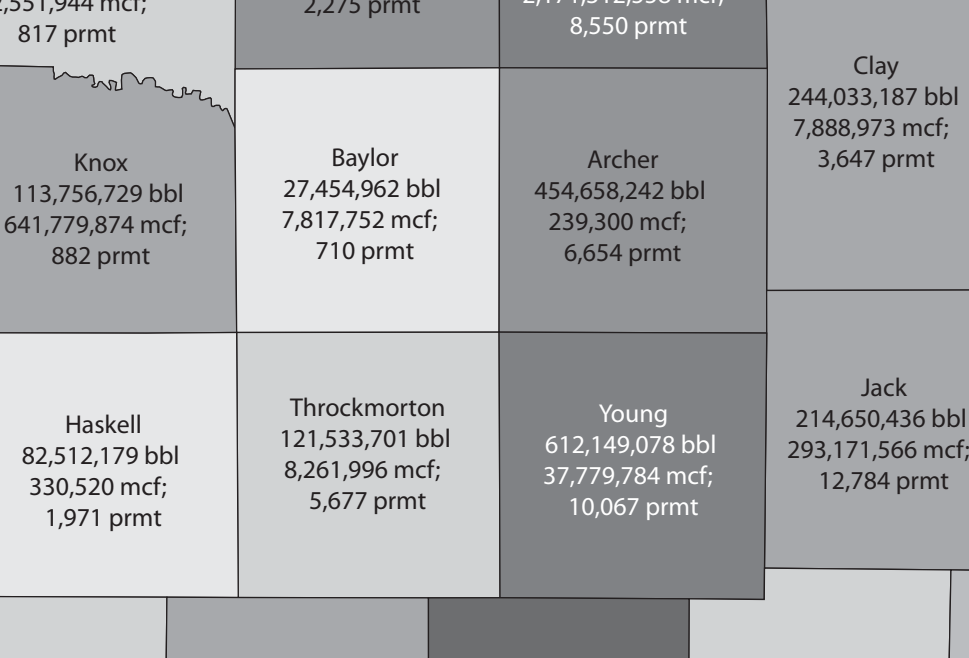 817 prmt
2,275 prmt
8,550 prmt
Clay
244,033,187 bbl
7,888,973 mcf;
3,647 prmt
Knox
113,756,729 bbl
641,779,874 mcf;
882 prmt
Baylor
27,454,962 bbl
7,817,752 mcf;
710 prmt
Archer
454,658,242 bbl
239,300 mcf;
6,654 prmt
Haskell
82,512,179 bbl
330,520 mcf;
1,971 prmt
Throckmorton
121,533,701 bbl
8,261,996 mcf;
5,677 prmt
Young
612,149,078 bbl
37,779,784 mcf;
10,067 prmt
Jack
214,650,436 bbl
293,171,566 mcf;
12,784 prmt